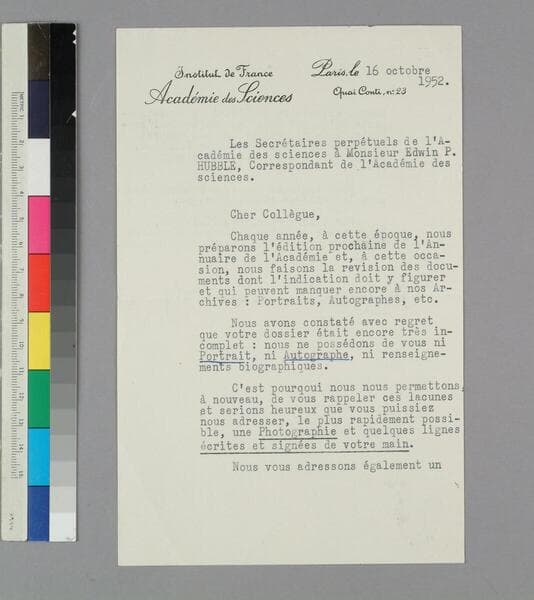 Institut de France
Académie des Sciences
Paris, le 16 octobre
1952.
Quai Conti, n: 23
Les Secrétaires perpétuels de l'A-
cadémie des sciences à Monsieur Edwin P.
HUBBLE, Correspondant de l'Académie des
sciences.
Cher Collègue,
Chaque année, à cette époque, nous
préparons l'édition prochaine de l'An-
nuaire de l'Académie et, à cette occa-
sion, nous faisons la revision des docu-
ments dont l'indication doit y figurer
et qui peuvent manquer encore à nos Ar-
chives : Portraits, Autographes, etc.
Nous avons constaté avec regret
que votre dossier était encore très in-
complet : nous ne possédons de vous ni
Portrait, ni Autographe, ni renseigne-
ments biographiques.
C'est pourquoi nous nous permettons,
à nouveau, de vous rappeler ces lacunes
et serions heureux que vous puissiez
nous adresser, le plus rapidement possi-
ble, une Photographie et quelques lignes
écrites et signées de votre main.
Nous vous adressons également un